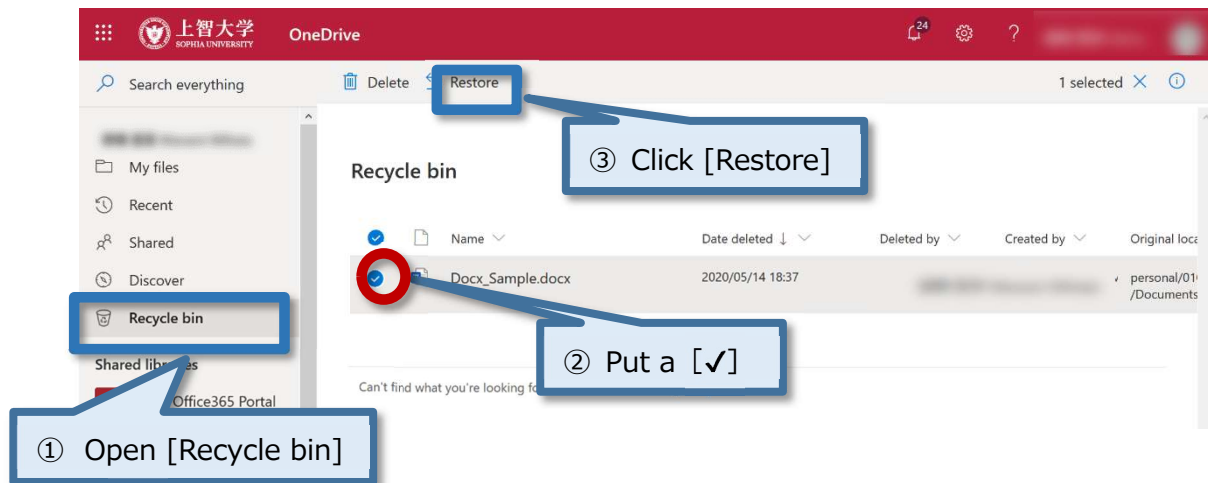 上智大学
SOPHIA UNIVERSITY
OneDrive
24
?
Search everything
Delete
Restore
1 selected
③ Click [Restore]
My files
Recent
Shared
Discover
Recycle bin
Shared
Office365 Portal
① Open [Recycle bin]
Recycle bin
Name
Date deleted ↓
Deleted by
Created by
Original loca
Docx_Sample.docx
2020/05/14 18:37
personal/01
/Documents
② Put a [✓]
Can't find what you're looking fo